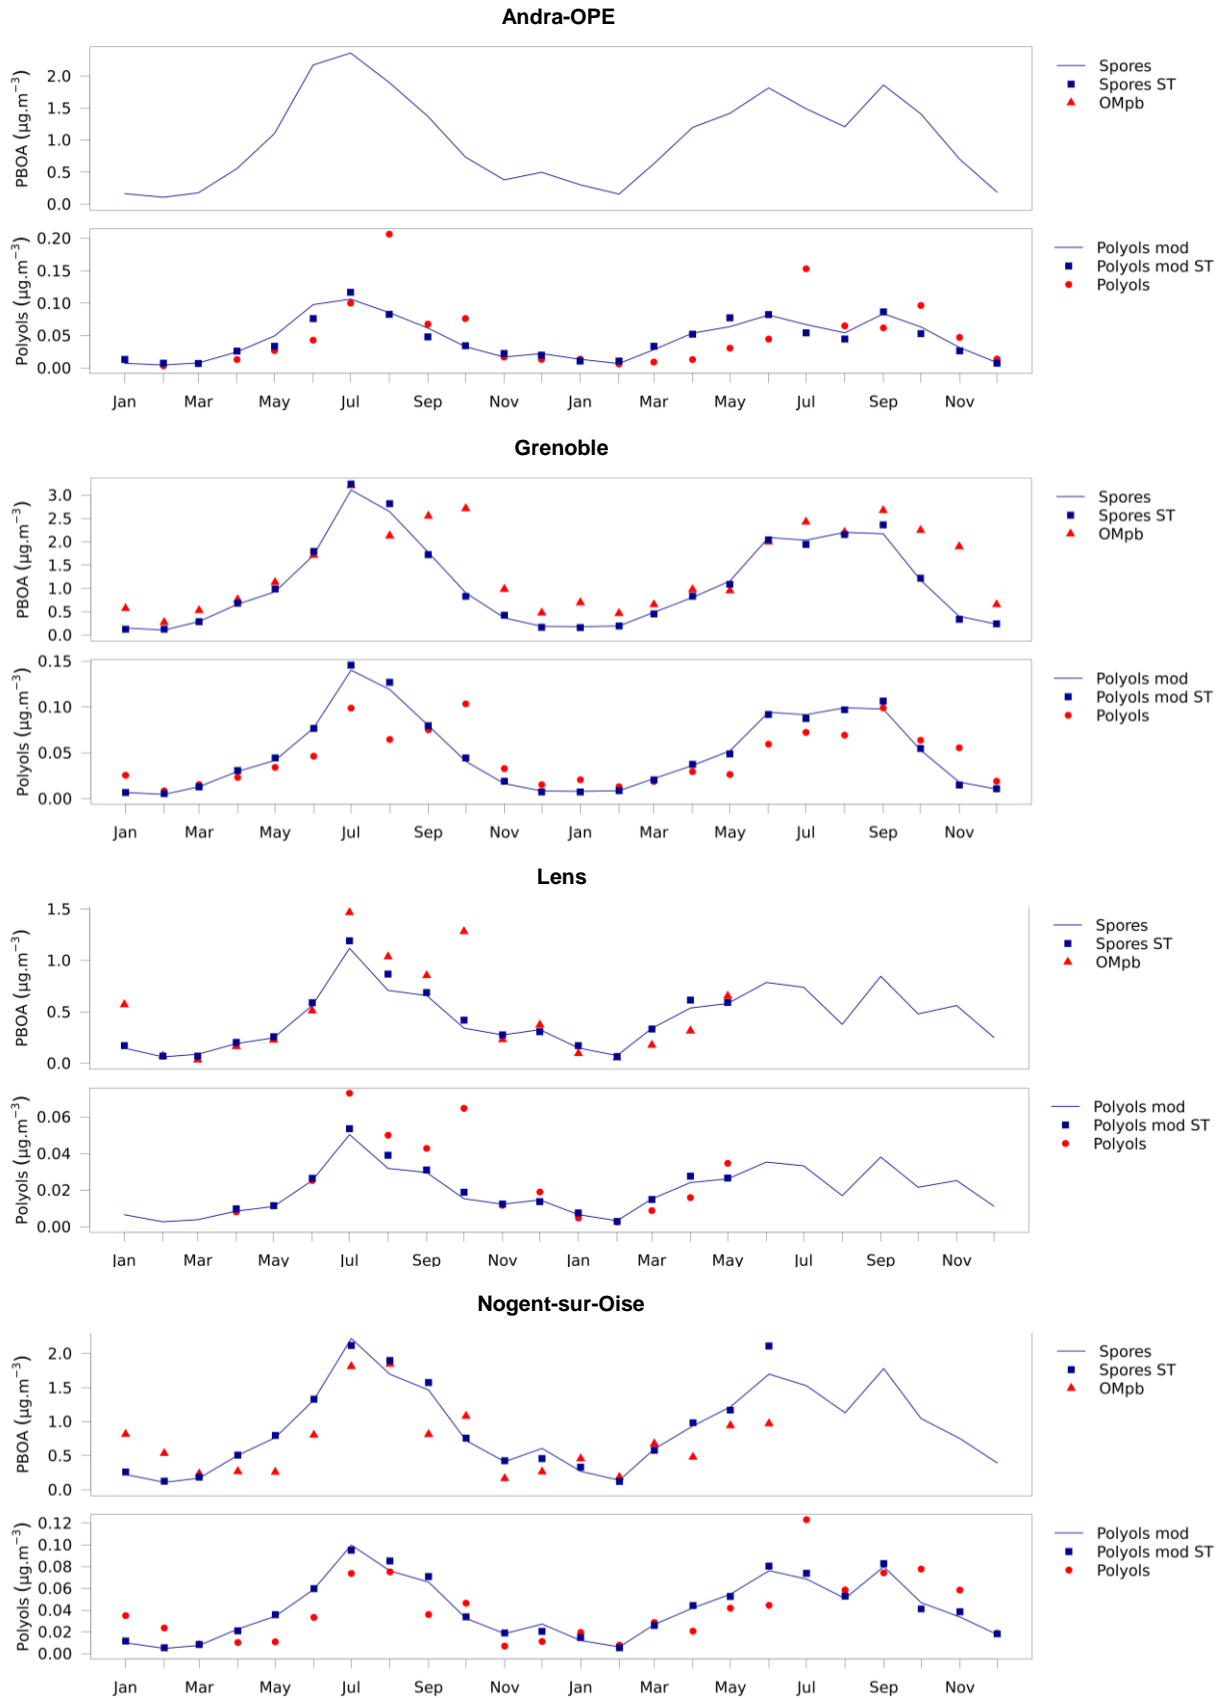 Andra-OPE
PBOA (μg.m⁻³)
2.0
1.5
1.0
0.5
0.0
Spores
Spores ST
OMpb
Polyols (μg.m⁻³)
0.20
0.15
0.10
0.05
0.00
Polyols mod
Polyols mod ST
Polyols
Jan Mar May Jul Sep Nov Jan Mar May Jul Sep Nov
Grenoble
PBOA (μg.m⁻³)
3.0
2.5
2.0
1.5
1.0
0.5
0.0
Spores
Spores ST
OMpb
Polyols (μg.m⁻³)
0.15
0.10
0.05
0.00
Polyols mod
Polyols mod ST
Polyols
Jan Mar May Jul Sep Nov Jan Mar May Jul Sep Nov
Lens
PBOA (μg.m⁻³)
1.5
1.0
0.5
0.0
Spores
Spores ST
OMpb
Polyols (μg.m⁻³)
0.06
0.04
0.02
0.00
Polyols mod
Polyols mod ST
Polyols
Jan Mar May Jul Sep Nov Jan Mar May Jul Sep Nov
Nogent-sur-Oise
PBOA (μg.m⁻³)
2.0
1.5
1.0
0.5
0.0
Spores
Spores ST
OMpb
Polyols (μg.m⁻³)
0.12
0.10
0.08
0.06
0.04
0.02
0.00
Polyols mod
Polyols mod ST
Polyols
Jan Mar May Jul Sep Nov Jan Mar May Jul Sep Nov